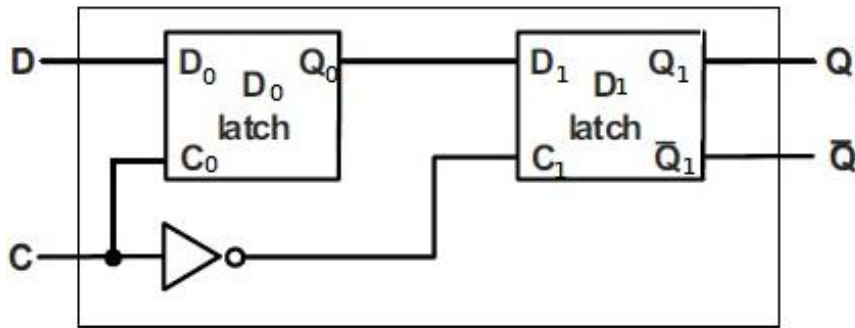 D D₀ Q₀ D₁ Q₁ Q
D₀ D1
latch latch
C₀ C₁ Q̅₁ Q̅
C